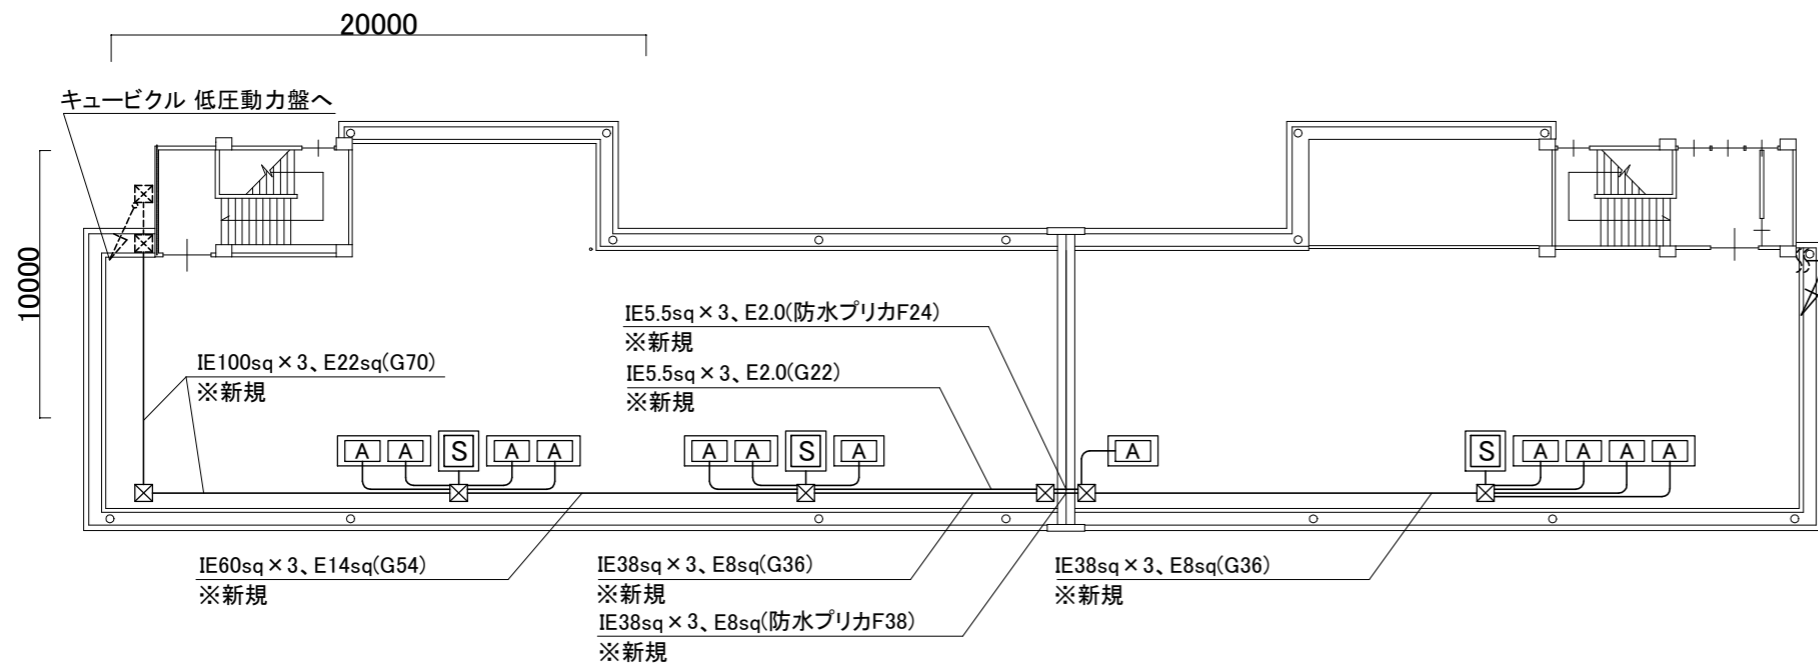 20000
キュービクル 低圧動力盤へ
10000
IE5.5sq×3、E2.0(防水プリカF24)
※新規
IE100sq×3、E22sq(G70)
※新規
IE5.5sq×3、E2.0(G22)
※新規
A A S A A
A A S A
A
S A A A A
IE60sq×3、E14sq(G54)
※新規
IE38sq×3、E8sq(G36)
※新規
IE38sq×3、E8sq(防水プリカF38)
※新規
IE38sq×3、E8sq(G36)
※新規